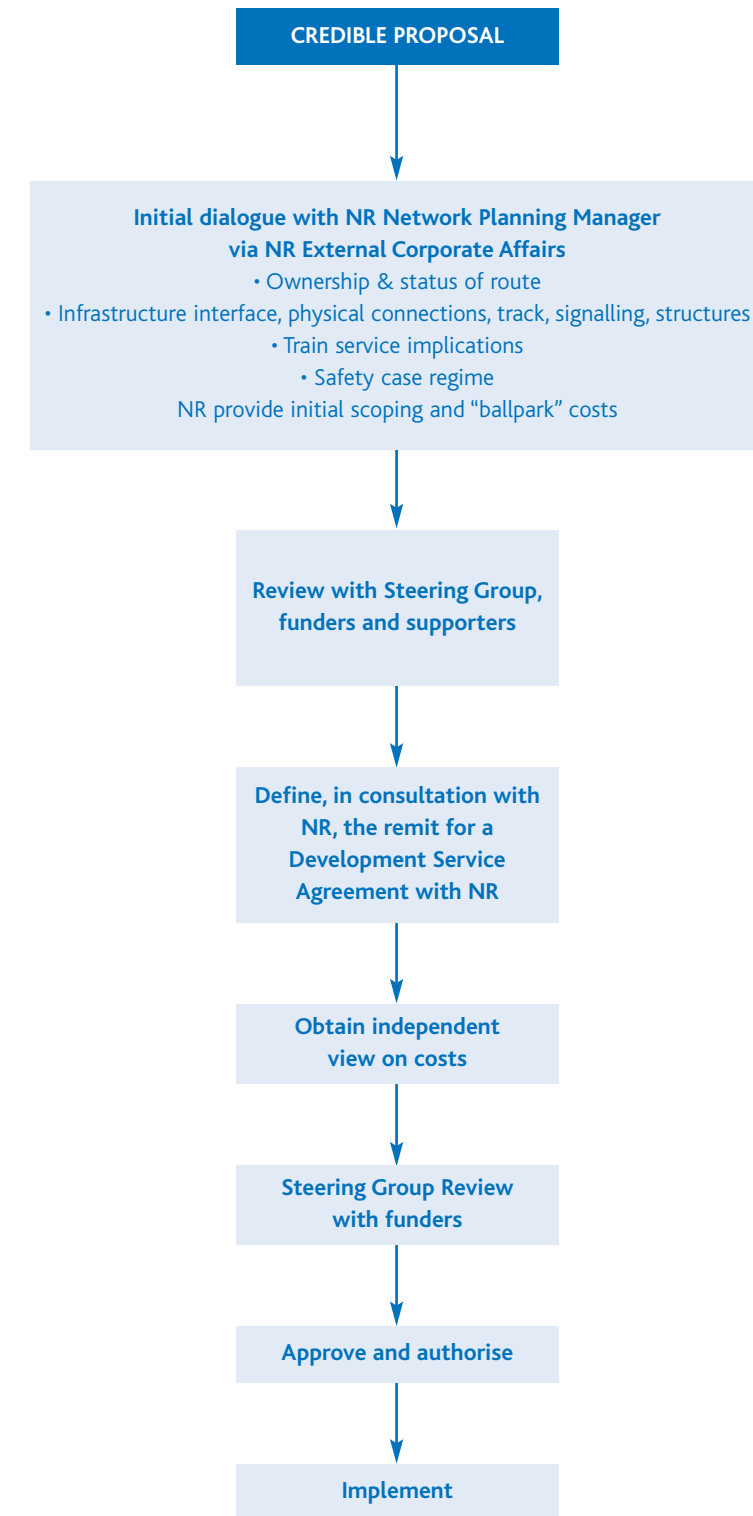 CREDIBLE PROPOSAL
Initial dialogue with NR Network Planning Manager
via NR External Corporate Affairs
• Ownership & status of route
• Infrastructure interface, physical connections, track, signalling, structures
• Train service implications
• Safety case regime
NR provide initial scoping and “ballpark” costs
Review with Steering Group,
funders and supporters
Define, in consultation with
NR, the remit for a
Development Service
Agreement with NR
Obtain independent
view on costs
Steering Group Review
with funders
Approve and authorise
Implement